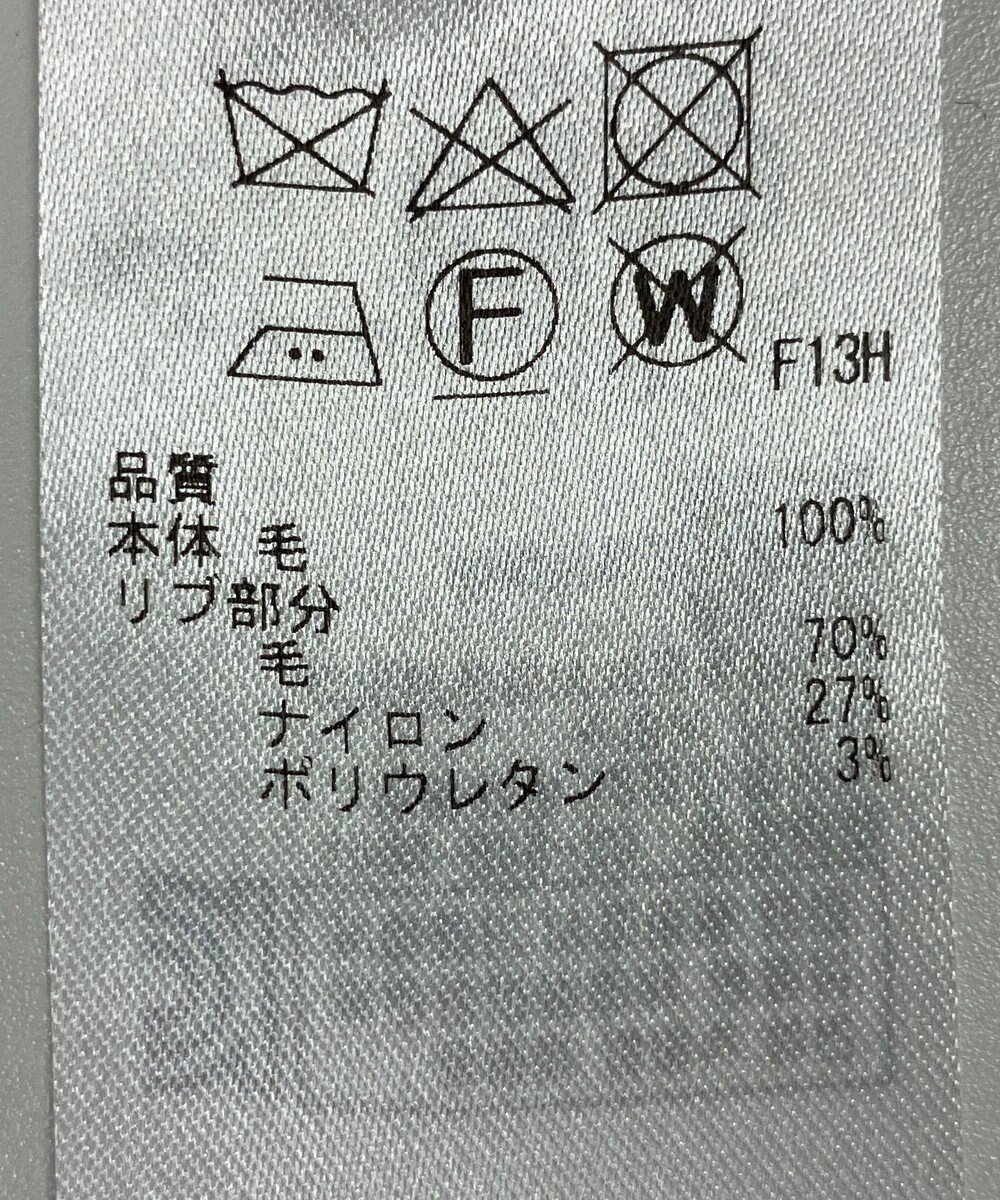 F W F13H
品質
本体 毛 100%
リブ部分
毛 70%
ナイロン 27%
ポリウレタン 3%